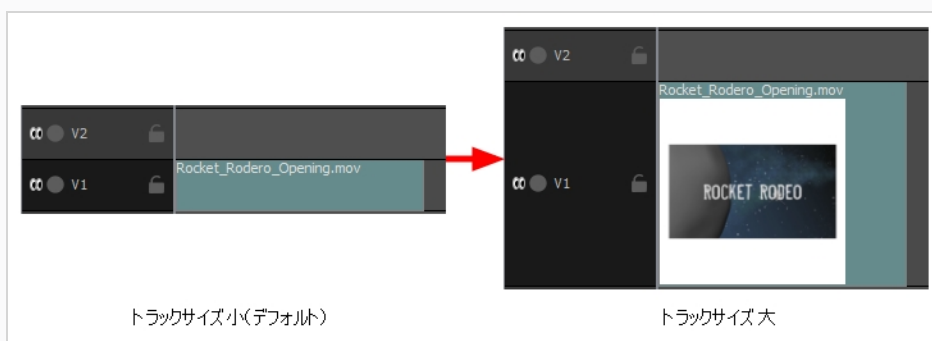 V2
Rocket_Rodero_Opening.mov
V1
トラックサイズ小(デフォルト)
V2
Rocket_Rodero_Opening.mov
ROCKET RODEO
V1
トラックサイズ大